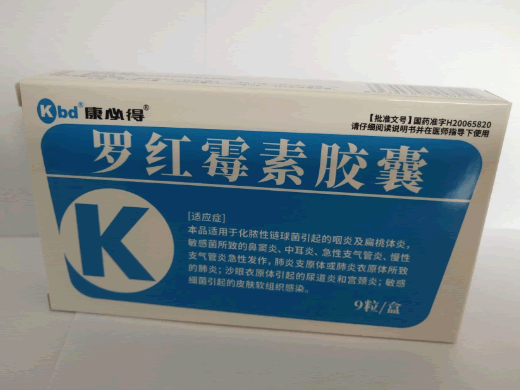 Kbd® 康必得®
【批准文号】国药准字H20065820
请仔细阅读说明书并在医师指导下使用
罗红霉素胶囊
K
[适应症]
本品适用于化脓性链球菌引起的咽炎及扁桃体炎，
敏感菌所致的鼻窦炎、中耳炎、急性支气管炎、慢性
支气管炎急性发作，肺炎支原体或肺炎衣原体所致
的肺炎；沙眼衣原体引起的尿道炎和宫颈炎；敏感
细菌引起的皮肤软组织感染。
9粒/盒